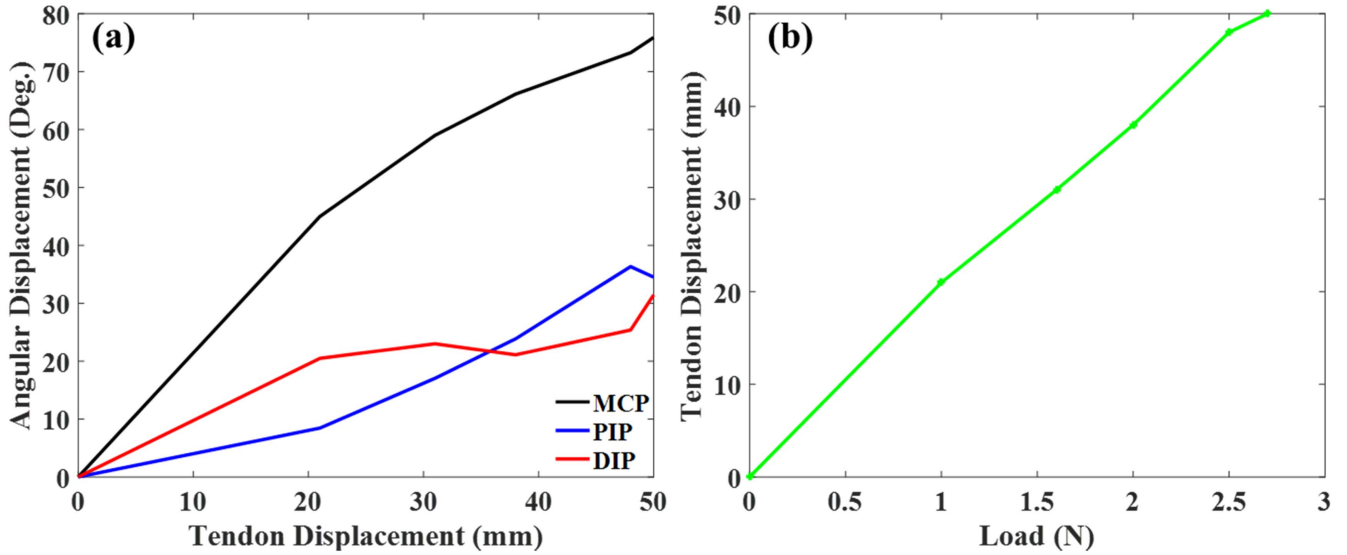 (a)
80
70
60
50
40
30
20
10
0
Angular Displacement (Deg.)
MCP
PIP
DIP
0 10 20 30 40 50
Tendon Displacement (mm)
(b)
50
40
30
20
10
0
Tendon Displacement (mm)
0 0.5 1 1.5 2 2.5 3
Load (N)